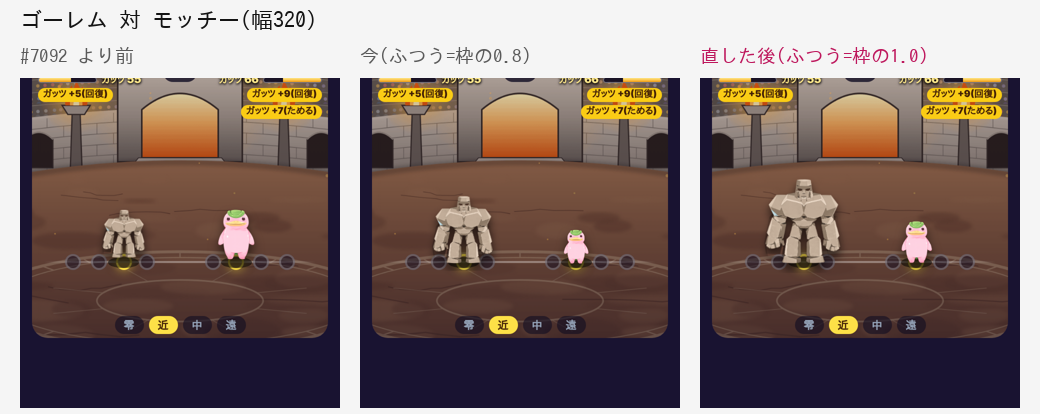 ゴーレム 対 モッチー(幅320)
#7092 より前
今(ふつう=枠の0.8)
直した後(ふつう=枠の1.0)
ガッツ 55
ガッツ 66
ガッツ +5(回復)
ガッツ +9(回復)
ガッツ +7(ためる)
零 近 中 遠
ガッツ 55
ガッツ 66
ガッツ +5(回復)
ガッツ +9(回復)
ガッツ +7(ためる)
零 近 中 遠
ガッツ 55
ガッツ 66
ガッツ +5(回復)
ガッツ +9(回復)
ガッツ +7(ためる)
零 近 中 遠